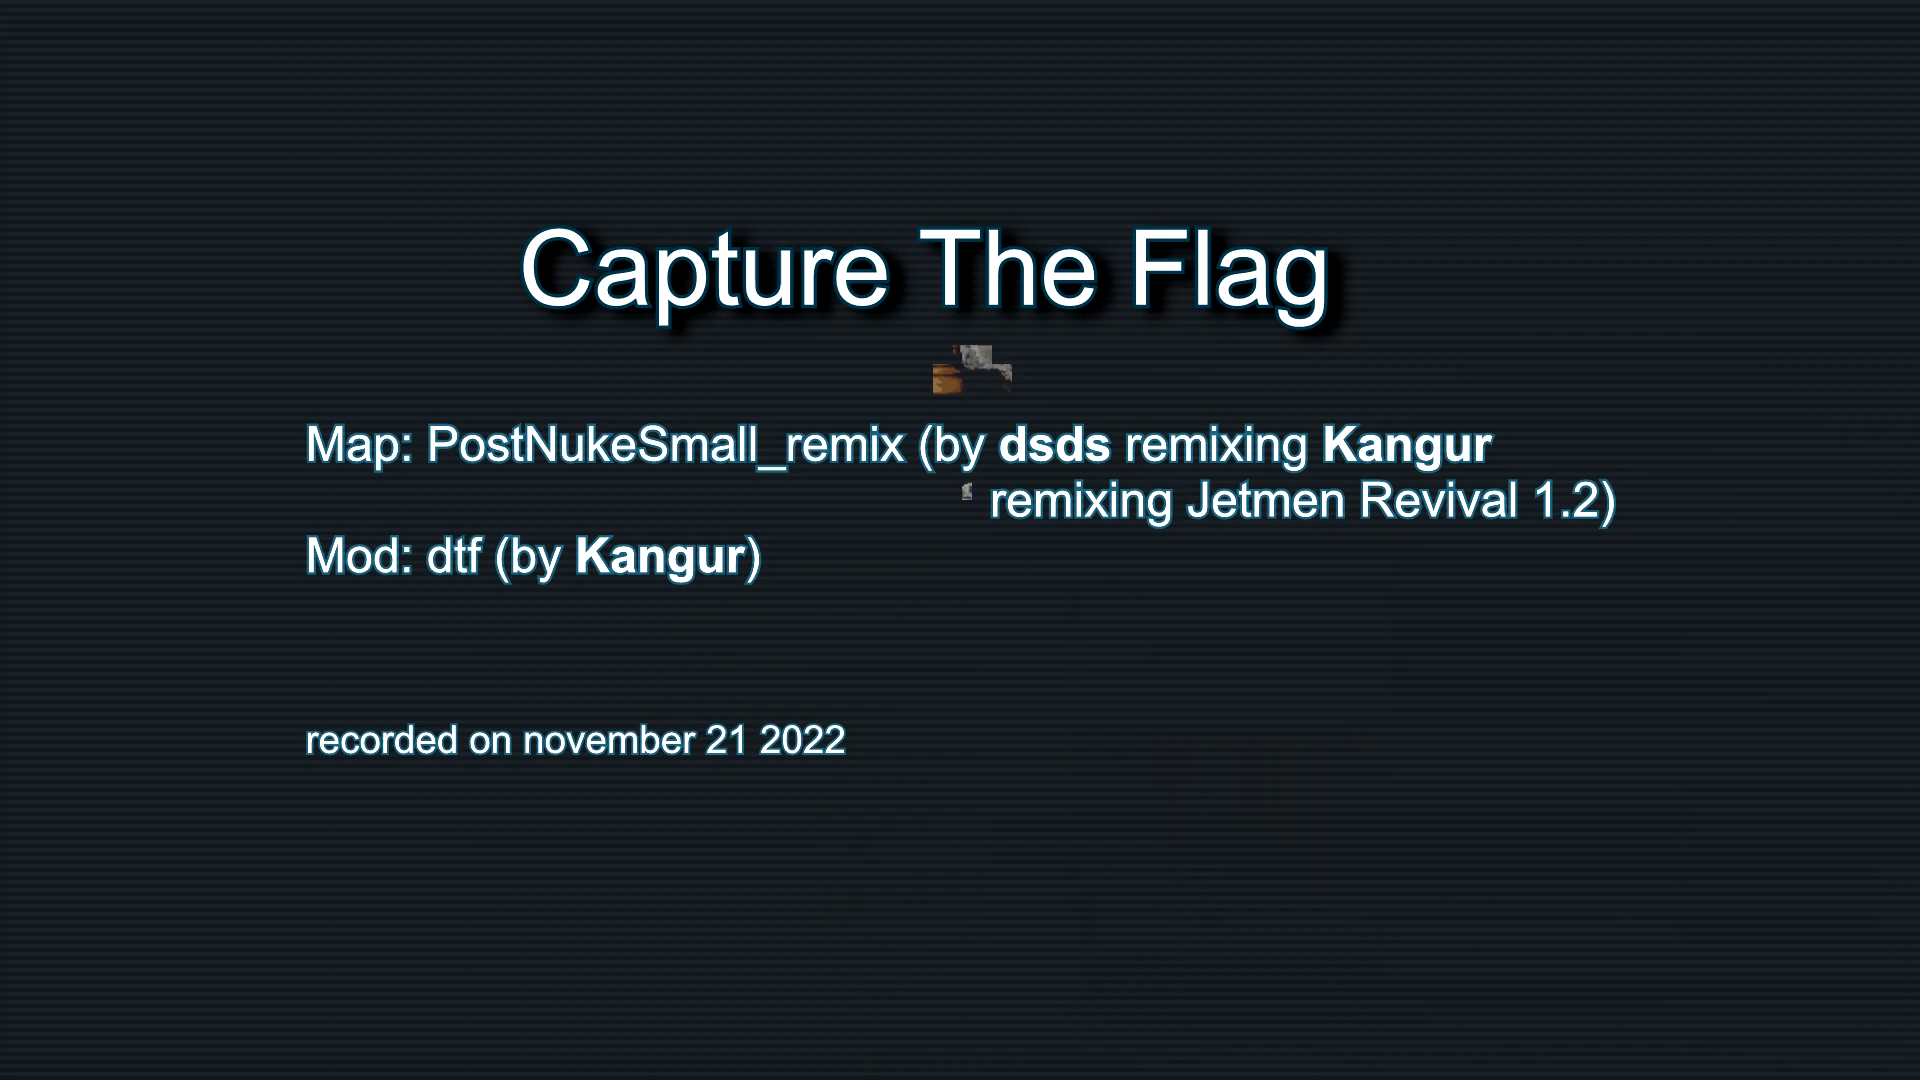 Capture The Flag
Map: PostNukeSmall_remix (by dsds remixing Kangur
remixing Jetmen Revival 1.2)
Mod: dtf (by Kangur)
recorded on november 21 2022